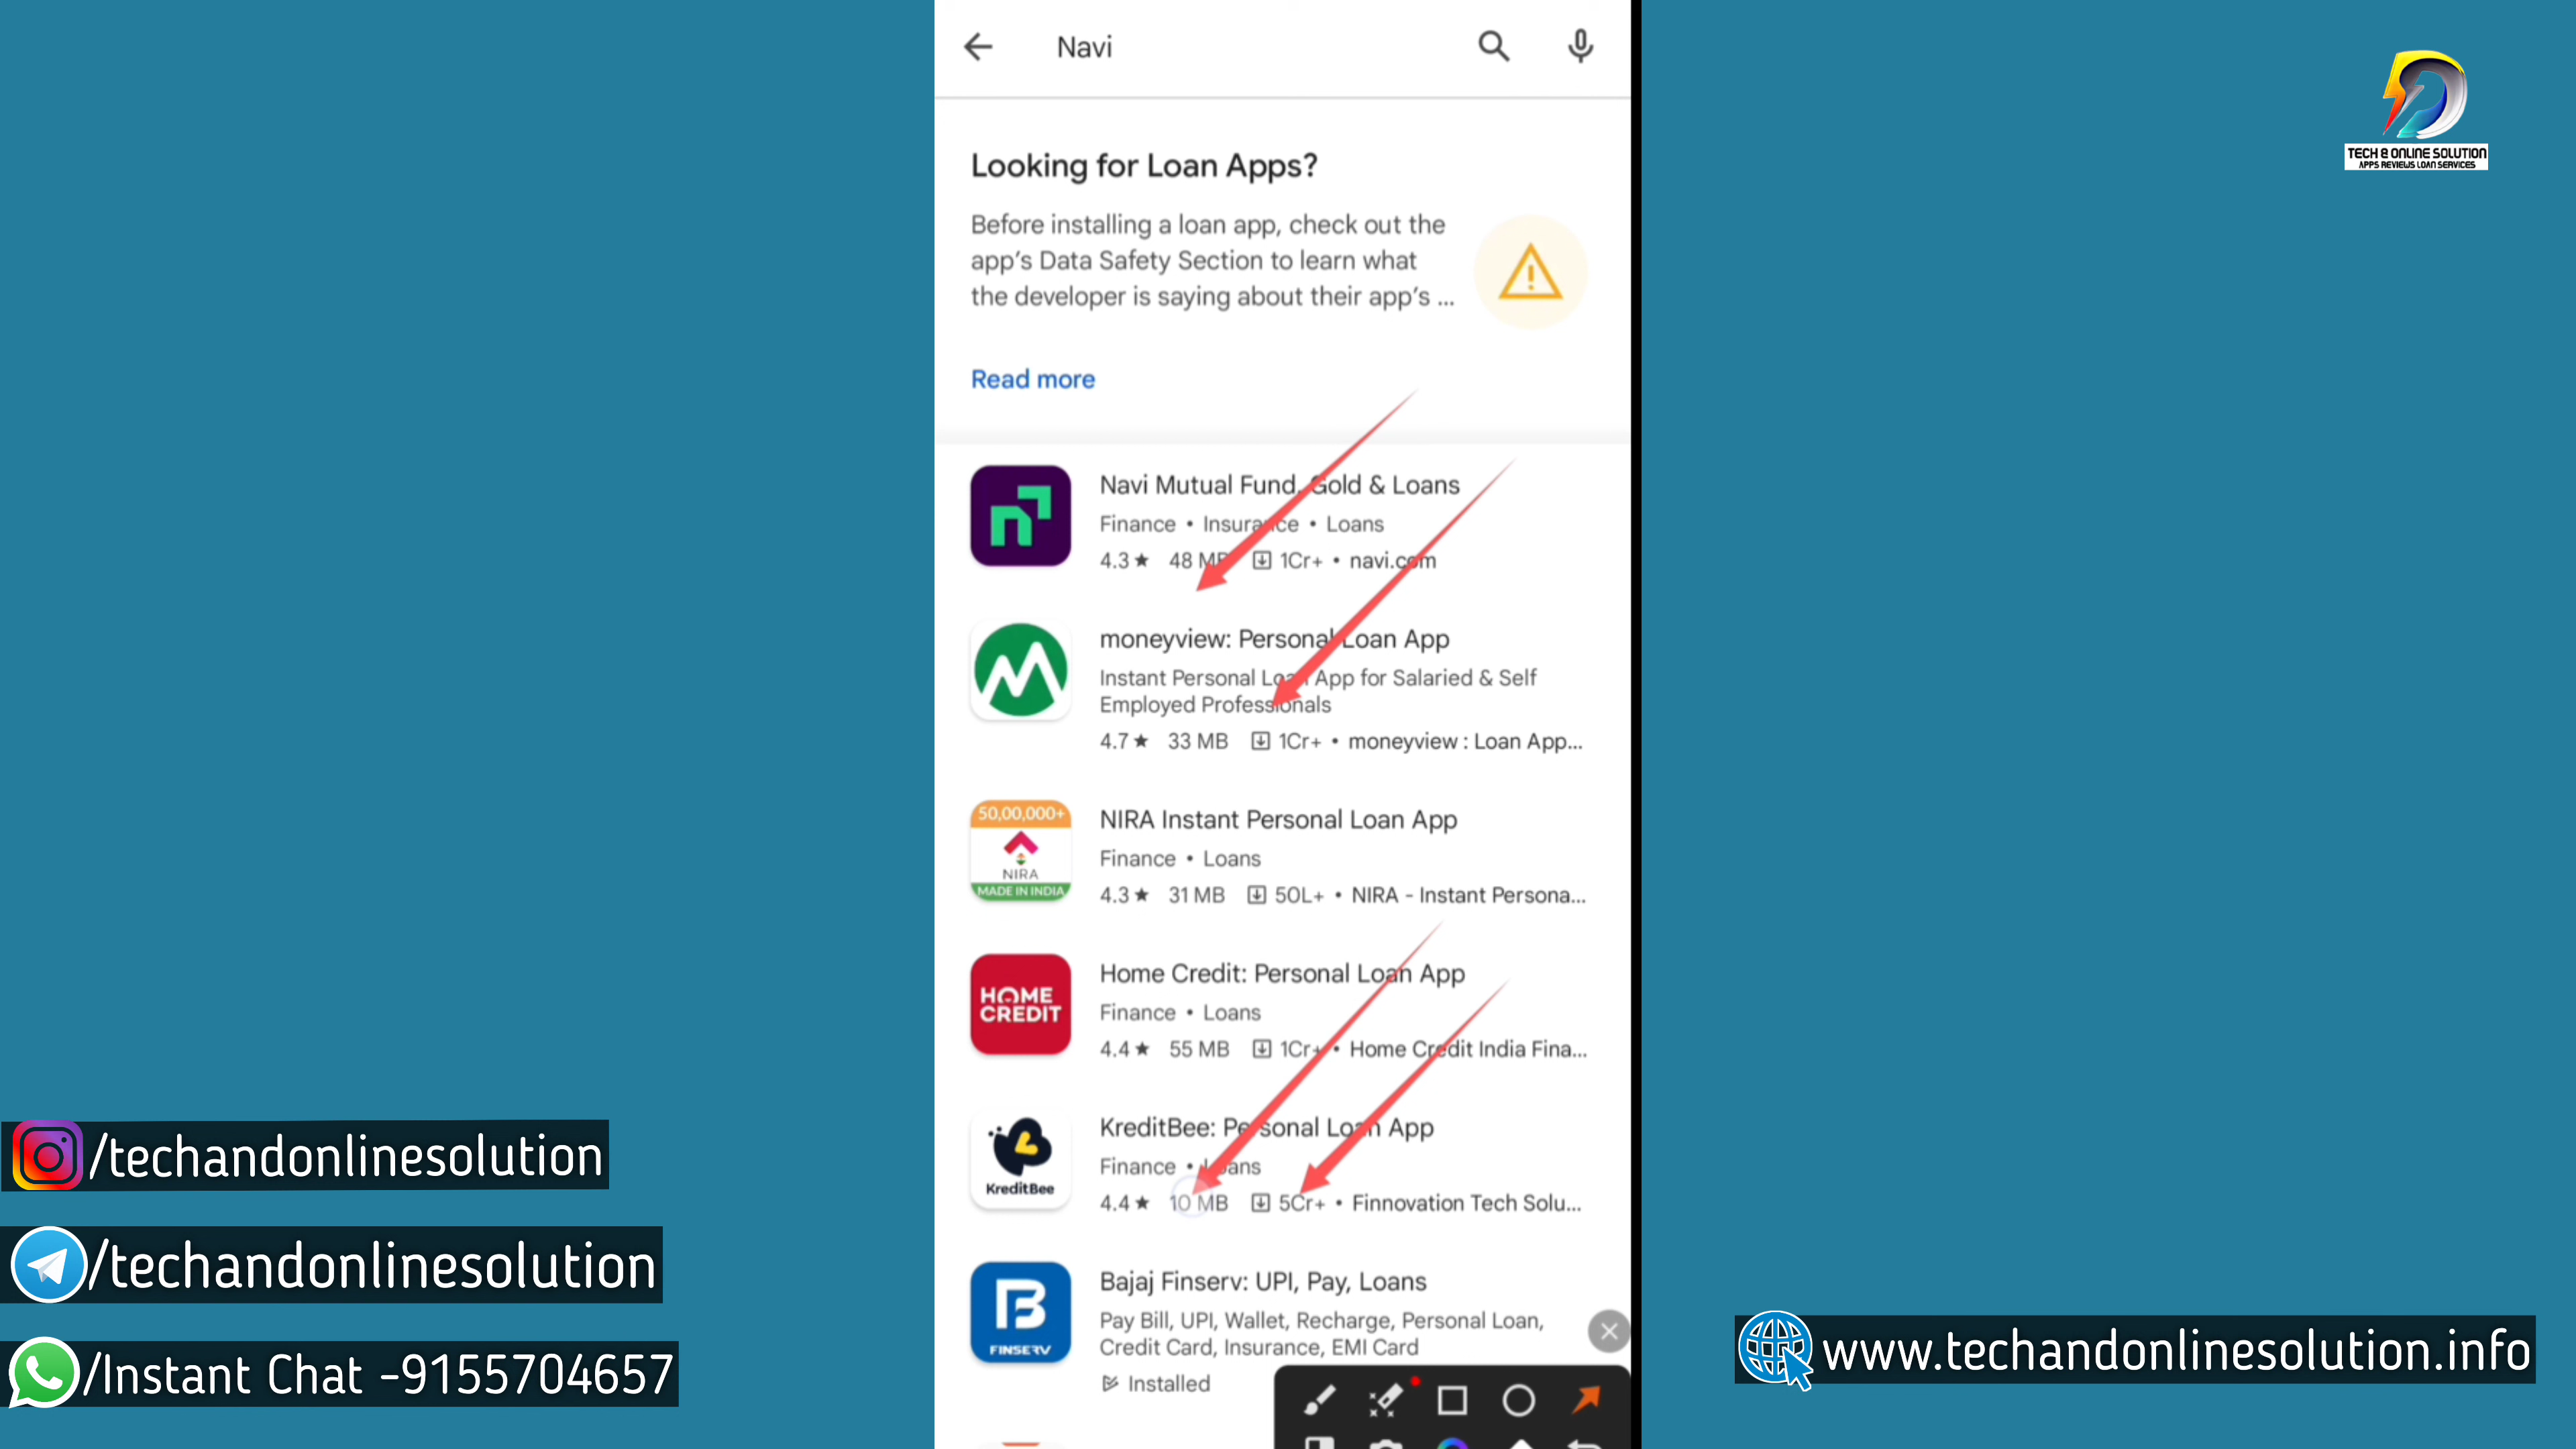 Navi
TECH & ONLINE SOLUTION
APPS REVIEWS LOAN SERVICES
Looking for Loan Apps?
Before installing a loan app, check out the
app's Data Safety Section to learn what
the developer is saying about their app's ...
Read more
Navi Mutual Fund, Gold & Loans
Finance • Insurance • Loans
4.3★ 48 MB 1Cr+ • navi.com
moneyview: Personal Loan App
Instant Personal Loan App for Salaried & Self
Employed Professionals
4.7★ 33 MB 1Cr+ • moneyview : Loan App...
50,00,000+
NIRA
MADE IN INDIA
NIRA Instant Personal Loan App
Finance • Loans
4.3★ 31 MB 50L+ • NIRA - Instant Persona...
HOME
CREDIT
Home Credit: Personal Loan App
Finance • Loans
4.4★ 55 MB 1Cr+ • Home Credit India Fina...
KreditBee
KreditBee: Personal Loan App
Finance • Loans
4.4★ 10 MB 5Cr+ • Finnovation Tech Solu...
FINSERV
Bajaj Finserv: UPI, Pay, Loans
Pay Bill, UPI, Wallet, Recharge, Personal Loan,
Credit Card, Insurance, EMI Card
Installed
/techandonlinesolution
/techandonlinesolution
/Instant Chat -9155704657
www.techandonlinesolution.info